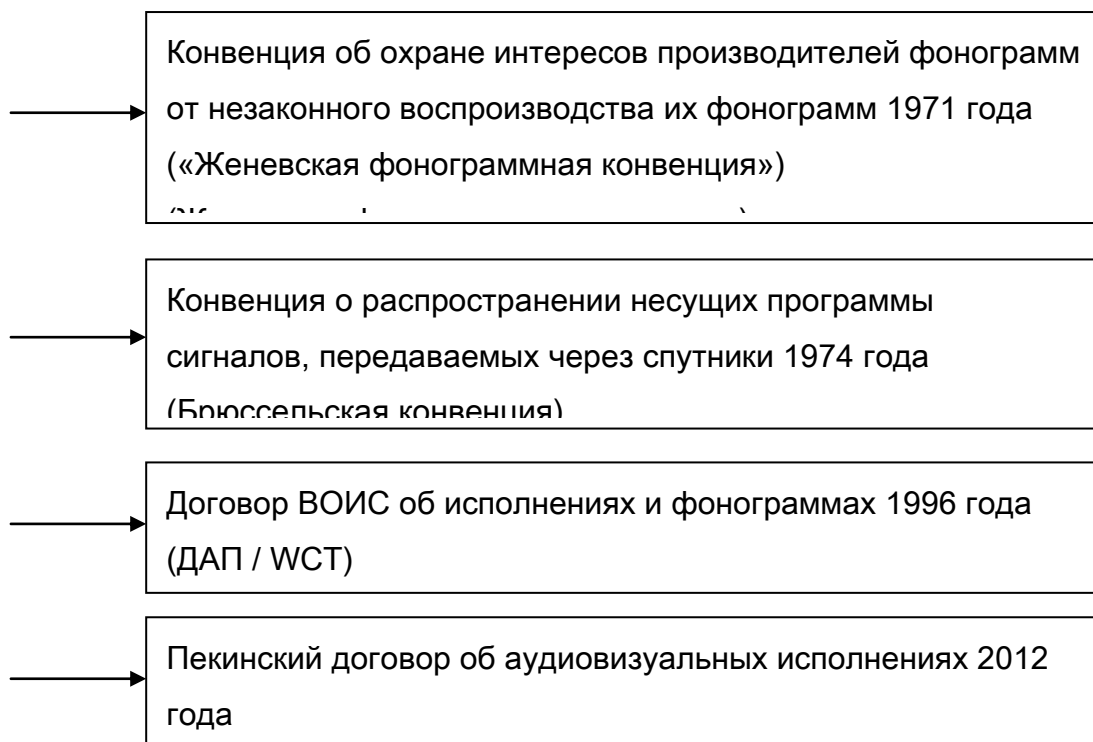 Конвенция об охране интересов производителей фонограмм
от незаконного воспроизводства их фонограмм 1971 года
(«Женевская фонограммная конвенция»)
Конвенция о распространении несущих программы
сигналов, передаваемых через спутники 1974 года
(Брюссельская конвенция)
Договор ВОИС об исполнениях и фонограммах 1996 года
(ДАП / WCT)
Пекинский договор об аудиовизуальных исполнениях 2012
года